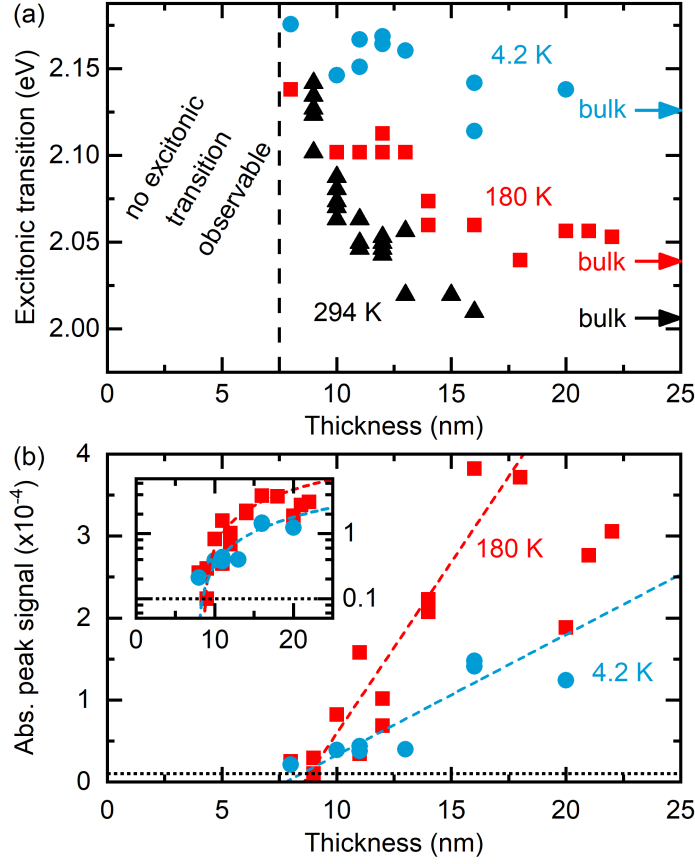 (a)
Excitonic transition (eV)
2.15
2.10
2.05
2.00
no excitonic
transition
observable
4.2 K
bulk
180 K
bulk
294 K
bulk
0 5 10 15 20 25
Thickness (nm)
(b)
Abs. peak signal (x10⁻⁴)
4
3
2
1
0
1
0.1
0 10 20
180 K
4.2 K
0 5 10 15 20 25
Thickness (nm)